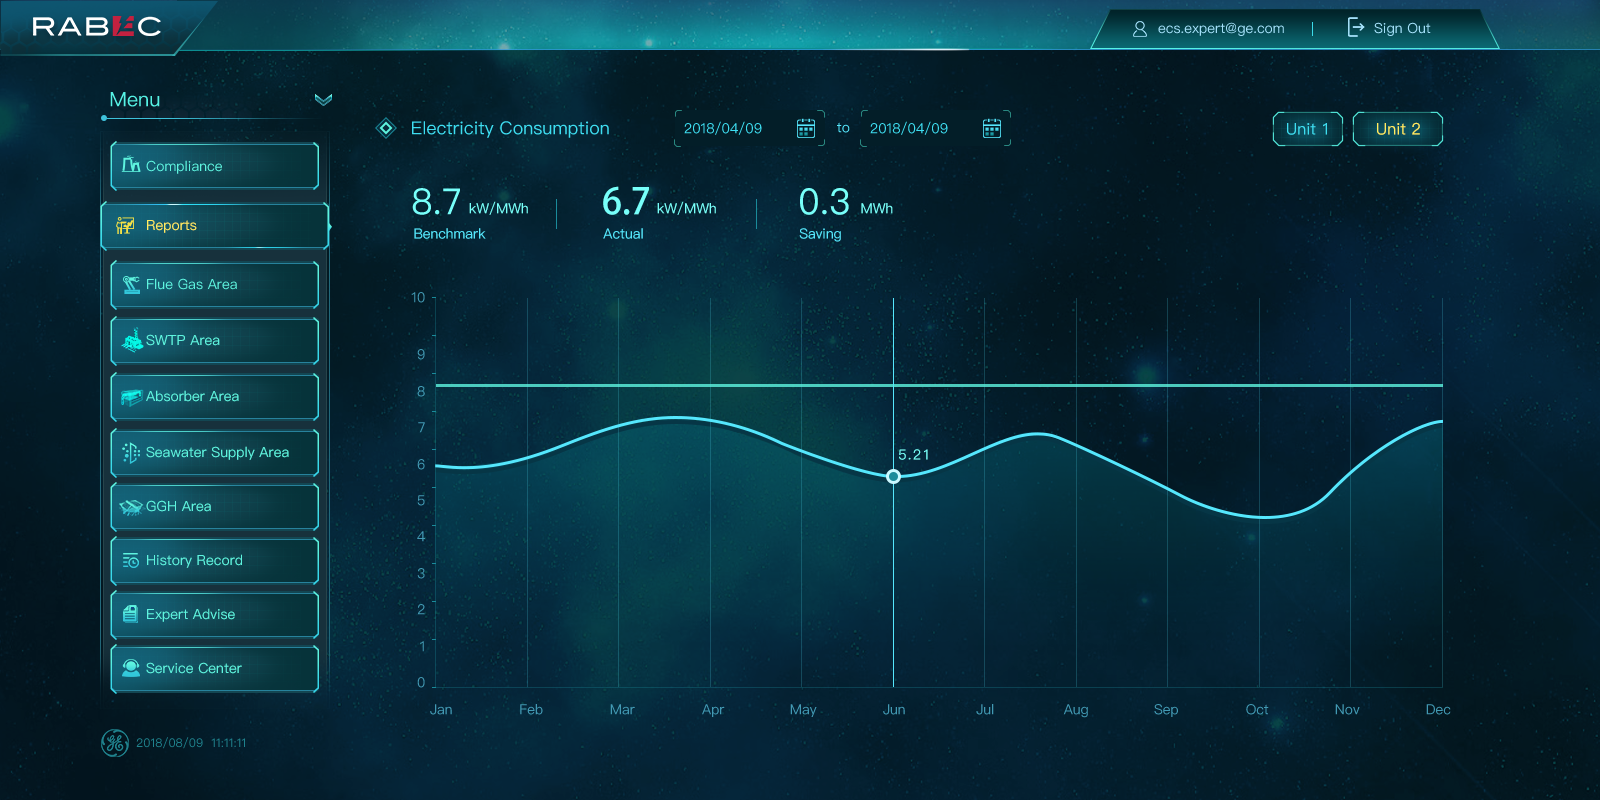 RABEC
ecs.expert@ge.com | Sign Out
Menu
Compliance
Reports
Flue Gas Area
SWTP Area
Absorber Area
Seawater Supply Area
GGH Area
History Record
Expert Advise
Service Center
2018/08/09 11:11:11
Electricity Consumption
2018/04/09 to 2018/04/09
Unit 1
Unit 2
8.7 kW/MWh
Benchmark
6.7 kW/MWh
Actual
0.3 MWh
Saving
10
9
8
7
6
5
4
3
2
1
0
5.21
Jan Feb Mar Apr May Jun Jul Aug Sep Oct Nov Dec